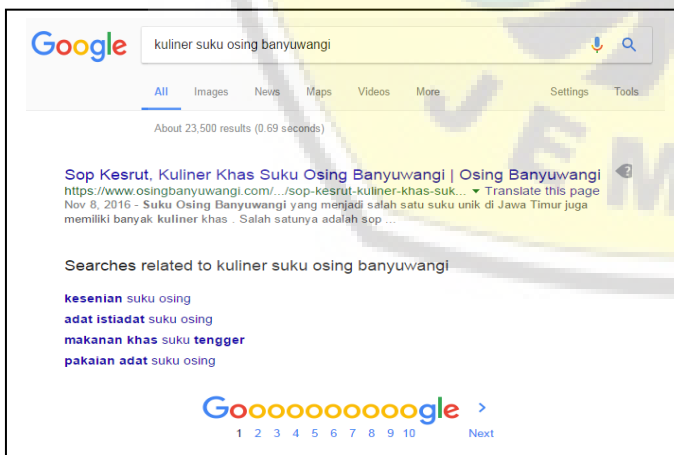 Google
kuliner suku osing banyuwangi
All Images News Maps Videos More Settings Tools
About 23,500 results (0.69 seconds)
Sop Kesrut, Kuliner Khas Suku Osing Banyuwangi | Osing Banyuwangi
https://www.osingbanyuwangi.com/.../sop-kesrut-kuliner-khas-suk... Translate this page
Nov 8, 2016 - Suku Osing Banyuwangi yang menjadi salah satu suku unik di Jawa Timur juga
memiliki banyak kuliner khas . Salah satunya adalah sop ...
Searches related to kuliner suku osing banyuwangi
kesenian suku osing
adat istiadat suku osing
makanan khas suku tengger
pakaian adat suku osing
Goooooooooogle >
1 2 3 4 5 6 7 8 9 10 Next